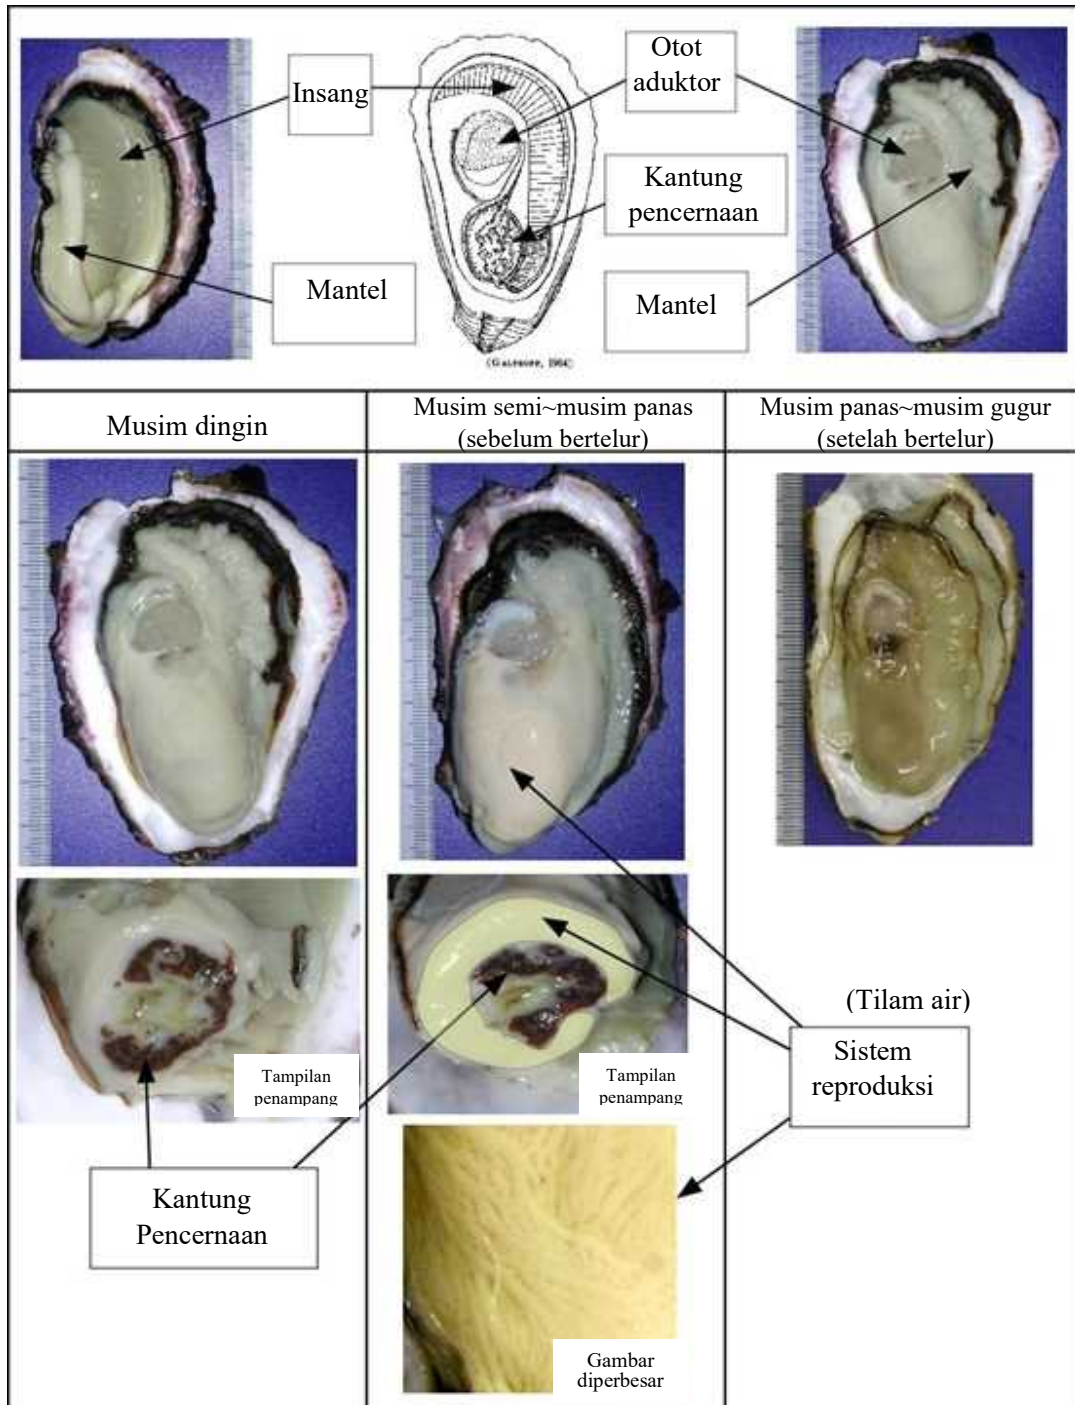 Insang
Otot
aduktor
Kantung
pencernaan
Mantel
Mantel
(Galtsoff, 1964)
Musim dingin
Musim semi~musim panas
(sebelum bertelur)
Musim panas~musim gugur
(setelah bertelur)
Tampilan
penampang
Tampilan
penampang
(Tilam air)
Sistem
reproduksi
Kantung
Pencernaan
Gambar
diperbesar